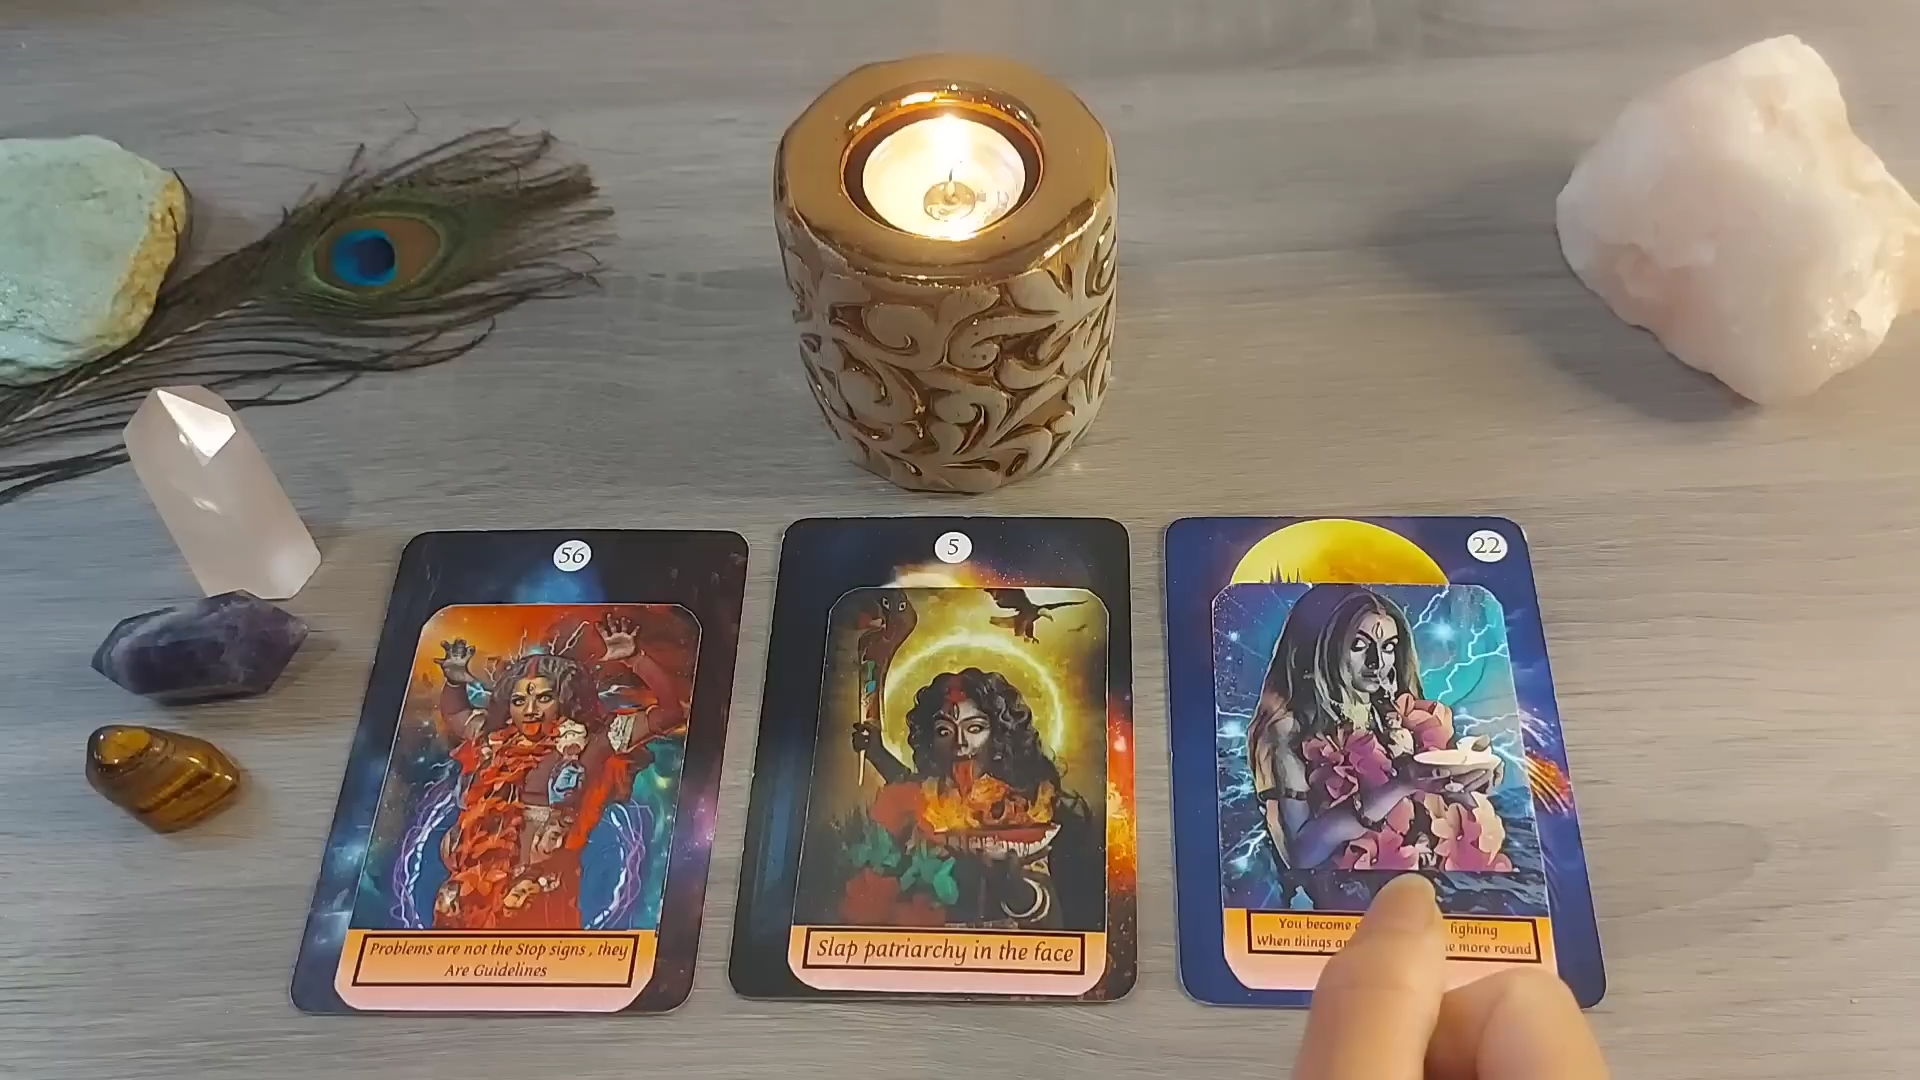 56
Problems are not the Stop signs , they
Are Guidelines
5
Slap patriarchy in the face
22
You become fighting
When things more round